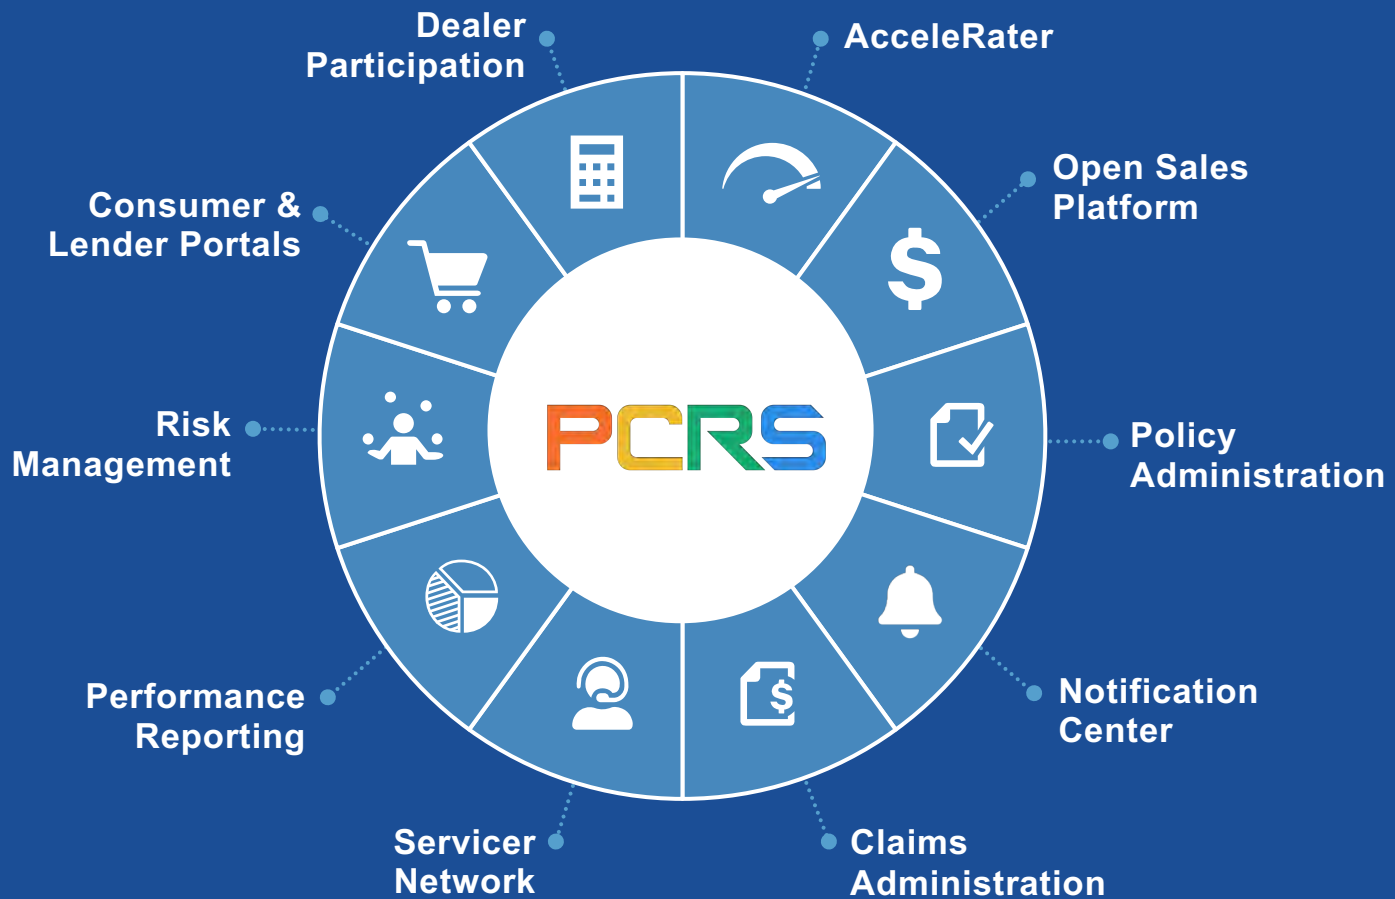 Dealer
Participation
AcceleRater
Open Sales
Platform
Consumer &
Lender Portals
$
PCRS
Risk
Management
Policy
Administration
$
Performance
Reporting
Notification
Center
Servicer
Network
Claims
Administration